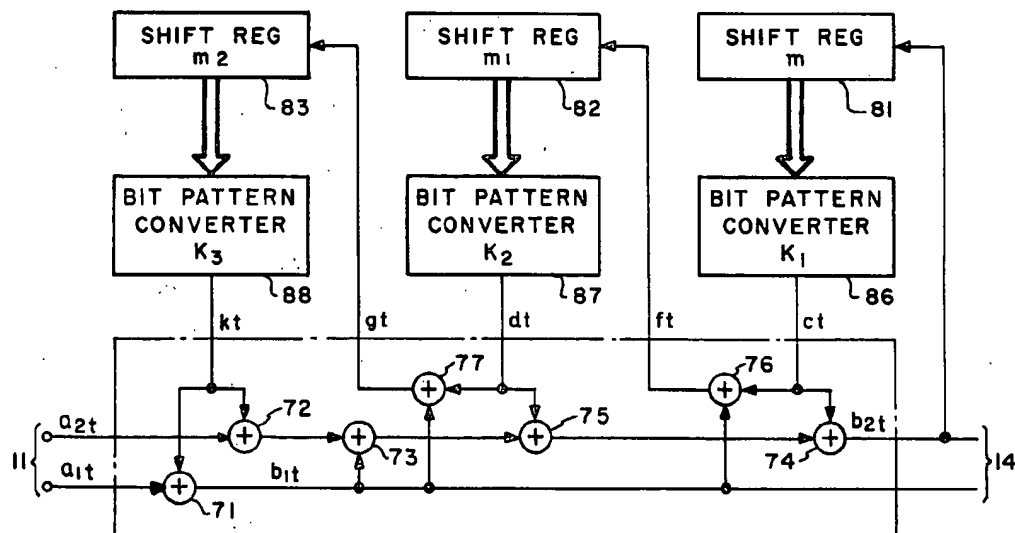 SHIFT REG
m2
SHIFT REG
m1
SHIFT REG
m
83
82
81
BIT PATTERN
CONVERTER
K3
BIT PATTERN
CONVERTER
K2
BIT PATTERN
CONVERTER
K1
88
87
86
kt
gt
dt
ft
ct
77
76
72
75
a2t
b2t
11
73
74
14
a1t
b1t
71